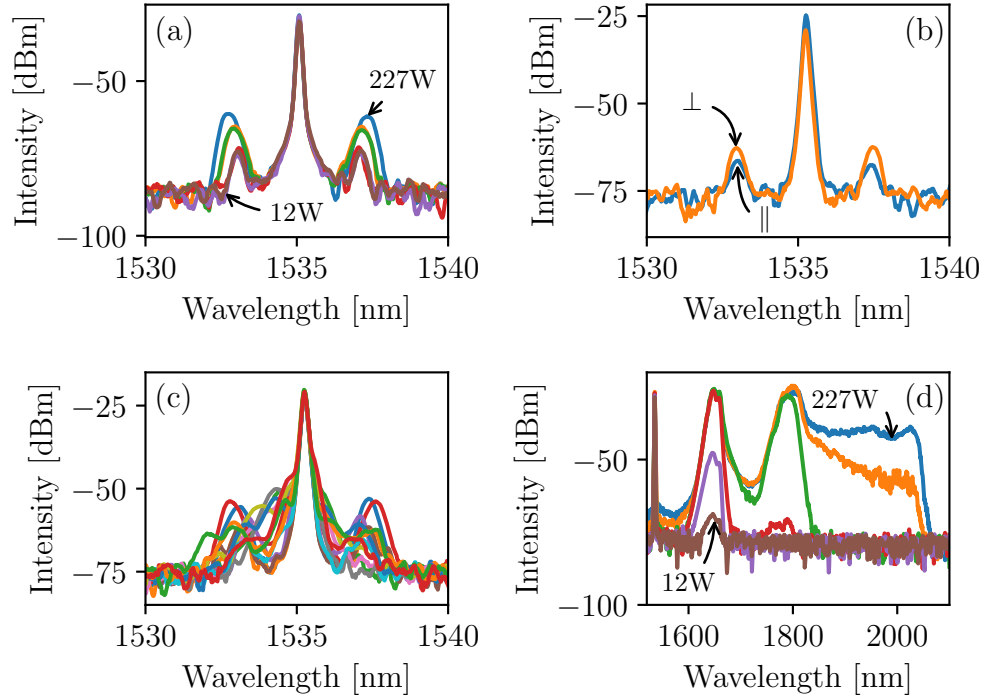 (a)
Intensity [dBm]
−50
−100
227W
12W
1530
1535
1540
Wavelength [nm]
(b)
Intensity [dBm]
−25
−50
−75
⊥
||
1530
1535
1540
Wavelength [nm]
(c)
Intensity [dBm]
−25
−50
−75
1530
1535
1540
Wavelength [nm]
(d)
Intensity [dBm]
−50
−100
227W
12W
1600
1800
2000
Wavelength [nm]